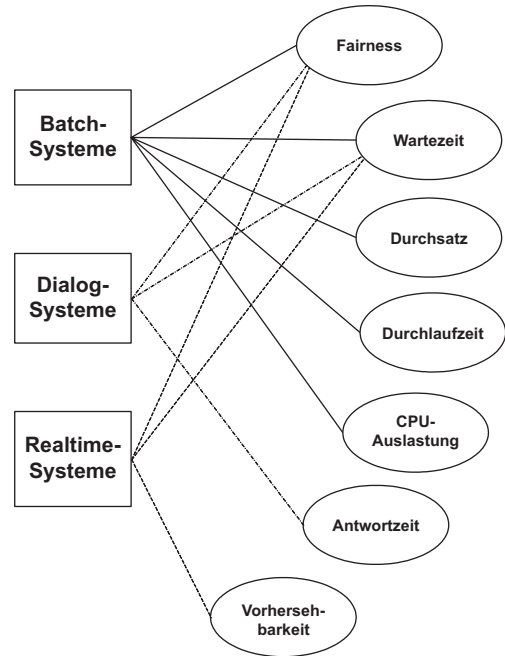 Fairness
Batch-
Systeme
Wartezeit
Durchsatz
Dialog-
Systeme
Durchlaufzeit
CPU-
Auslastung
Realtime-
Systeme
Antwortzeit
Vorherseh-
barkeit